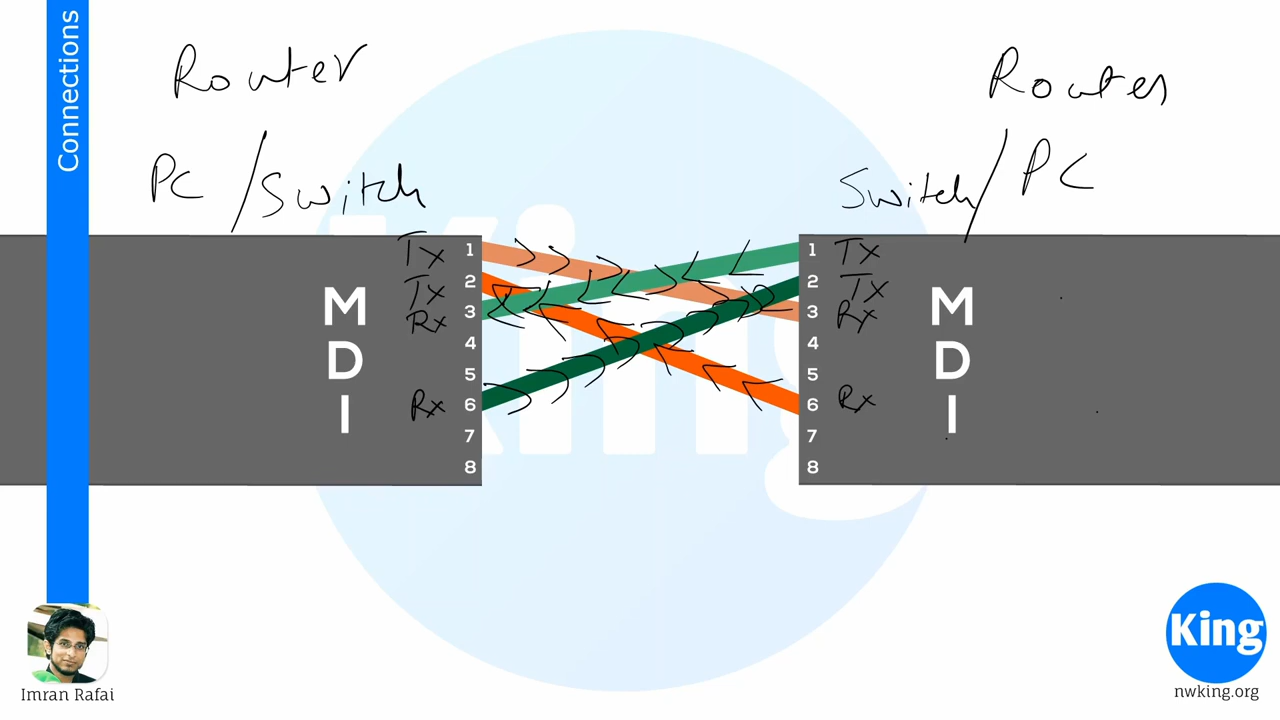 Connections
Router
Router
PC / Switch
Switch / PC
Tx 1
Tx 2
Rx 3
4
5
Rx 6
7
8
M
D
I
1 Tx
2 Tx
3 Rx
4
5
6 Rx
7
8
M
D
I
King
Imran Rafai
King
nwking.org